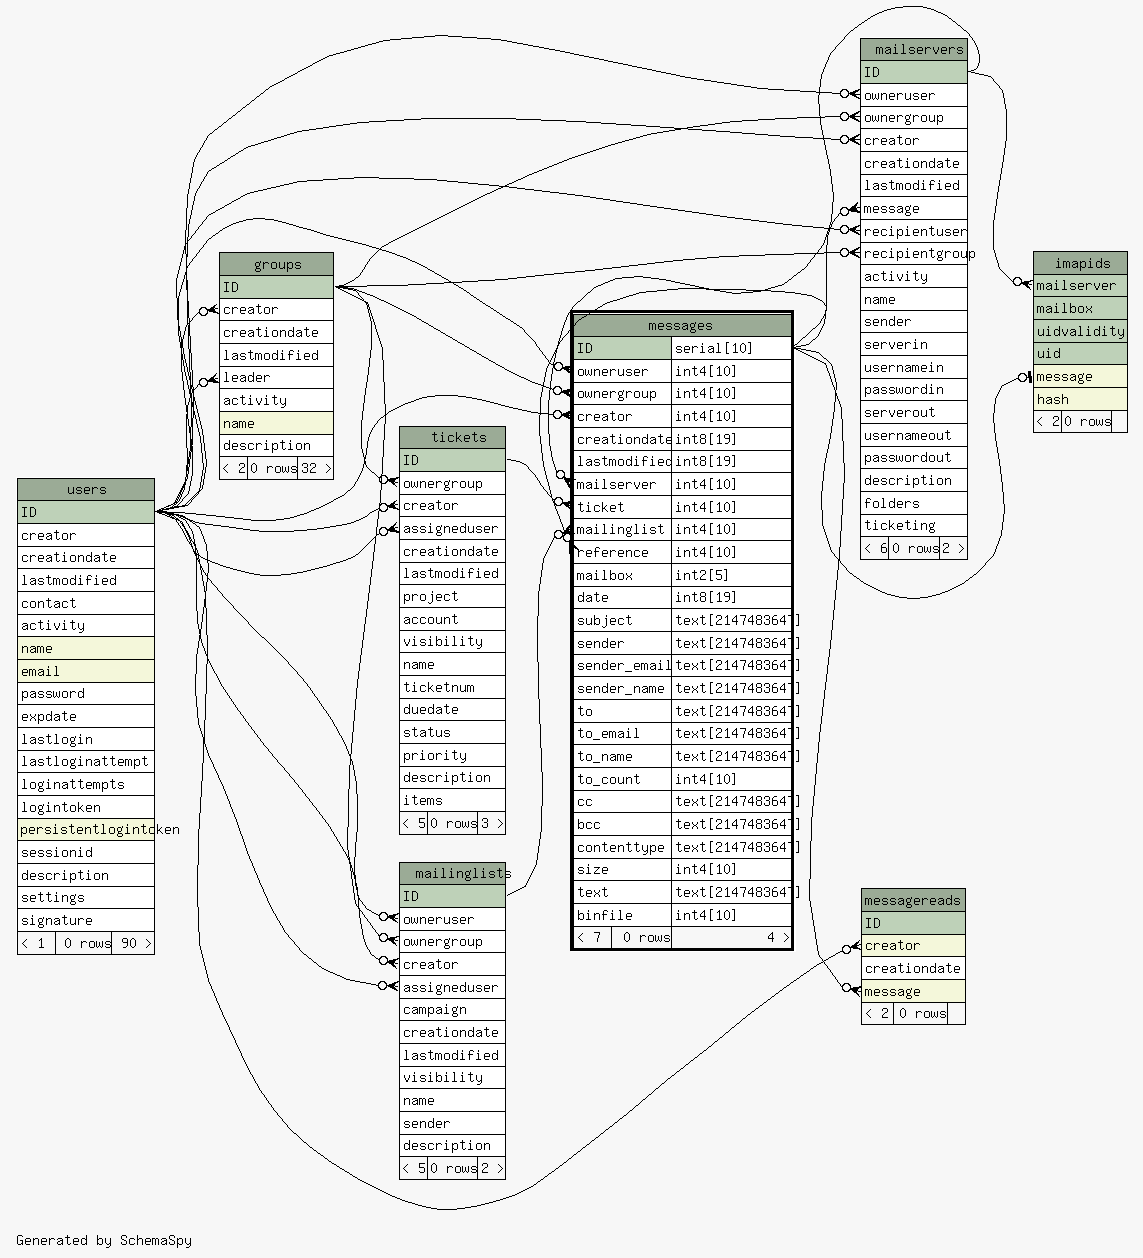 mailservers
ID
owneruser
ownergroup
creator
creationdate
lastmodified
message
recipientuser
recipientgroup
activity
name
sender
serverin
usernamein
passwordin
serverout
usernameout
passwordout
description
folders
ticketing
< 6 0 rows 2 >
groups
ID
creator
creationdate
lastmodified
leader
activity
name
description
< 2 0 rows 32 >
imapids
mailserver
mailbox
uidvalidity
uid
message
hash
< 2 0 rows
messages
ID serial[10]
owneruser int4[10]
ownergroup int4[10]
creator int4[10]
creationdate int8[19]
lastmodified int8[19]
mailserver int4[10]
ticket int4[10]
mailinglist int4[10]
reference int4[10]
mailbox int2[5]
date int8[19]
subject text[2147483647]
sender text[2147483647]
sender_email text[2147483647]
sender_name text[2147483647]
to text[2147483647]
to_email text[2147483647]
to_name text[2147483647]
to_count int4[10]
cc text[2147483647]
bcc text[2147483647]
contenttype text[2147483647]
size int4[10]
text text[2147483647]
binfile int4[10]
< 7 0 rows 4 >
tickets
ID
ownergroup
creator
assigneduser
creationdate
lastmodified
project
account
visibility
name
ticketnum
duedate
status
priority
description
items
< 5 0 rows 3 >
users
ID
creator
creationdate
lastmodified
contact
activity
name
email
password
expdate
lastlogin
lastloginattempt
loginattempts
logintoken
persistentlogintoken
sessionid
description
settings
signature
< 1 0 rows 90 >
mailinglists
ID
owneruser
ownergroup
creator
assigneduser
campaign
creationdate
lastmodified
visibility
name
sender
description
< 5 0 rows 2 >
messagereads
ID
creator
creationdate
message
< 2 0 rows
Generated by SchemaSpy